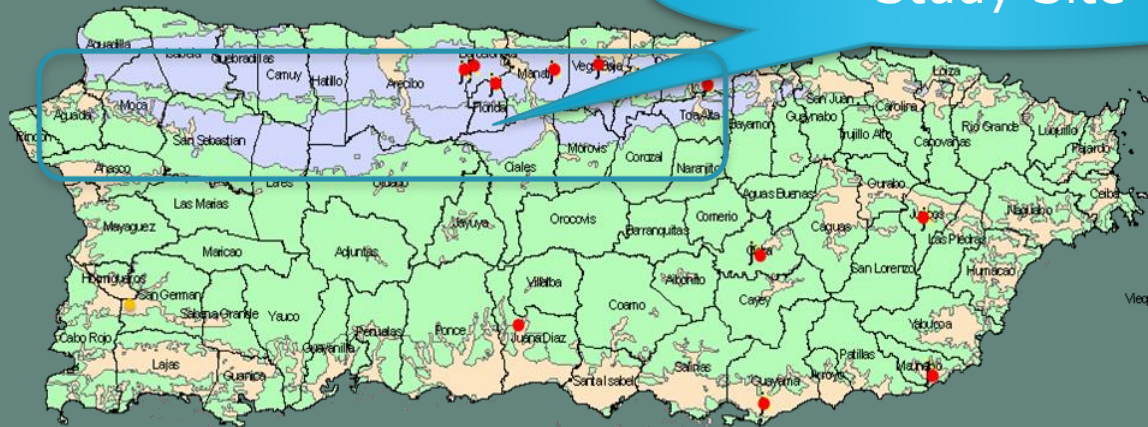 Study Site
Aguadilla
Isabela
Quebradillas
Camuy
Hatillo
Arecibo
Barceloneta
Manati
Vega Baja
Loiza
Moca
Aguada
Florida
Toa Alta
Bayamon
San Juan
Carolina
Guaynabo
Trujillo Alto
Canovanas
Rio Grande
Luquillo
Fajardo
Rincon
San Sebastian
Morovis
Corozal
Ciales
Naranjito
Anasco
Lares
Utuado
Aguas Buenas
Gurabo
Ceiba
Las Marias
Jayuya
Orocovis
Comerio
Barranquitas
Caguas
Juncos
Naguabo
Las Piedras
Mayaguez
Maricao
Adjuntas
Cidra
San Lorenzo
Humacao
Hormigueros
Villalba
Aibonito
Cayey
Vieq
San German
Sabana Grande
Yauco
Coamo
Yabucoa
Cabo Rojo
Guayanilla
Penuelas
Ponce
Juana Diaz
Patillas
Lajas
Guanica
Salinas
Guayama
Arroyo
Maunabo
Santa Isabel